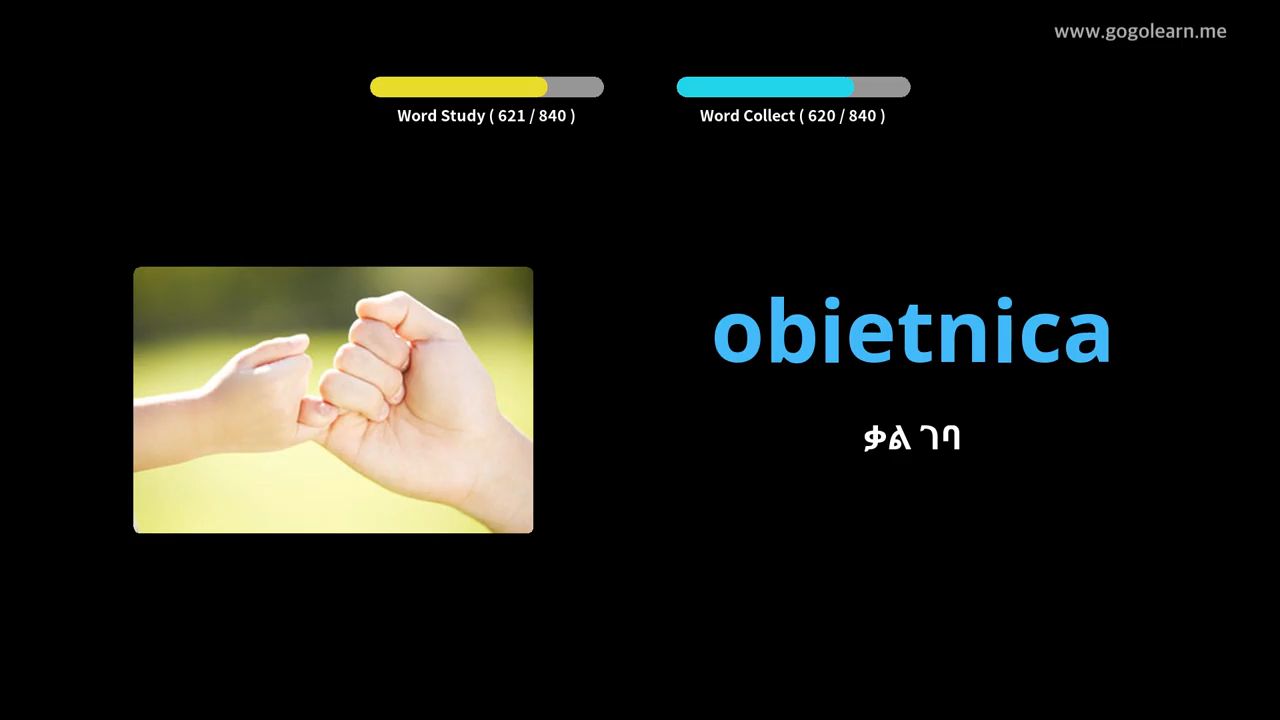 www.gogolearn.me
Word Study ( 621 / 840 )
Word Collect ( 620 / 840 )
obietnica
ቃል ገባ